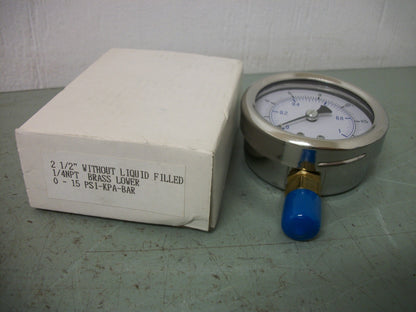 2 1/2" WITHOUT LIQUID FILLED
1/4NPT BRASS LOWER
0 - 15 PSI-KPA-BAR